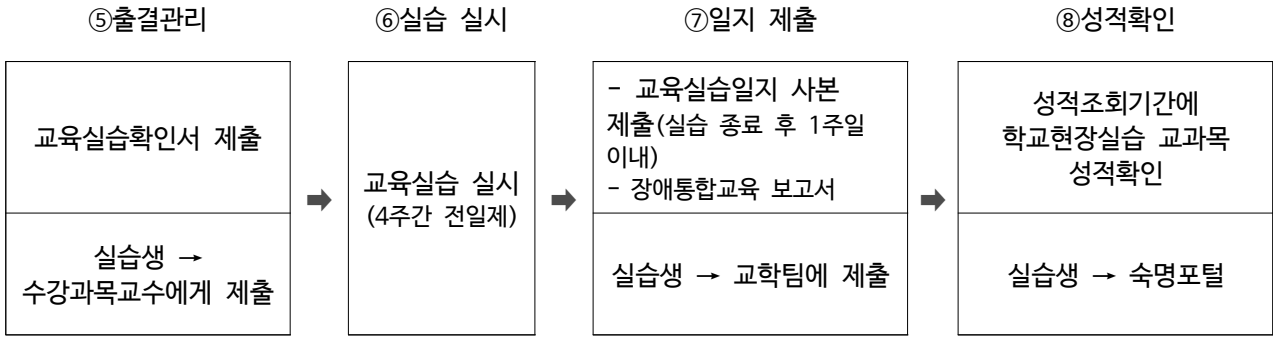 ⑤출결관리
⑥실습 실시
⑦일지 제출
⑧성적확인
교육실습확인서 제출
실습생 →
수강과목교수에게 제출
➡
교육실습 실시
(4주간 전일제)
➡
- 교육실습일지 사본
제출(실습 종료 후 1주일
이내)
- 장애통합교육 보고서
실습생 → 교학팀에 제출
➡
성적조회기간에
학교현장실습 교과목
성적확인
실습생 → 숙명포털